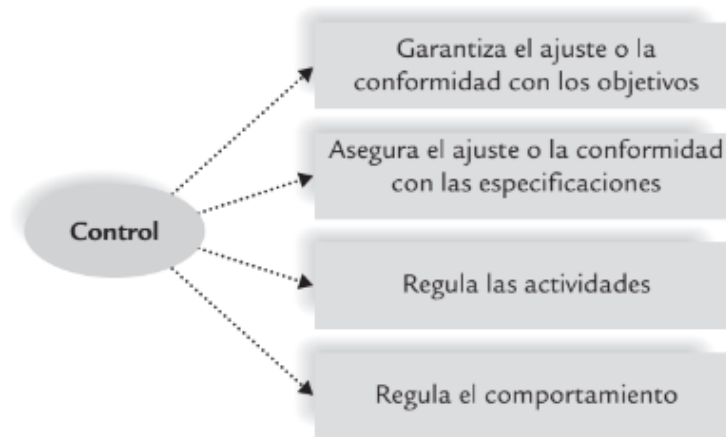 Garantiza el ajuste o la
conformidad con los objetivos
Asegura el ajuste o la conformidad
con las especificaciones
Control
Regula las actividades
Regula el comportamiento